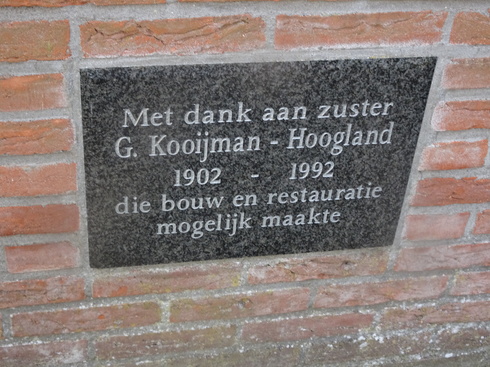 Met dank aan zuster
G. Kooijman - Hoogland
1902 - 1992
die bouw en restauratie
mogelijk maakte